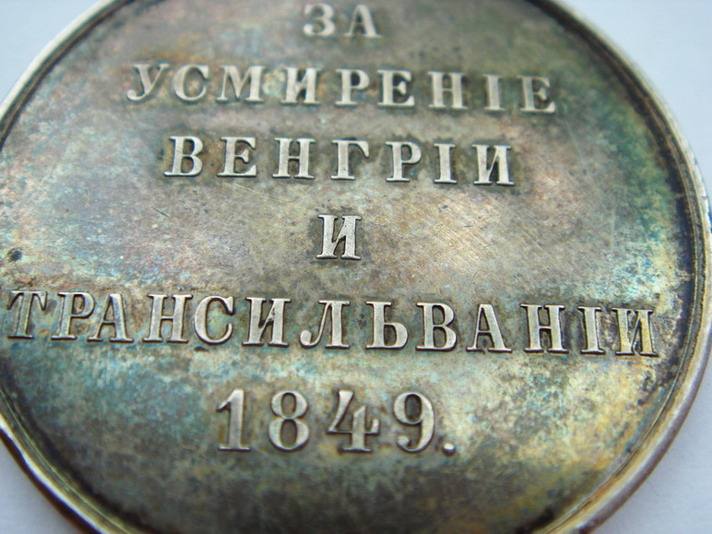 ЗА
УСМИРЕНІЕ
ВЕНГРІИ
И
ТРАНСИЛЬВАНІИ
1849.